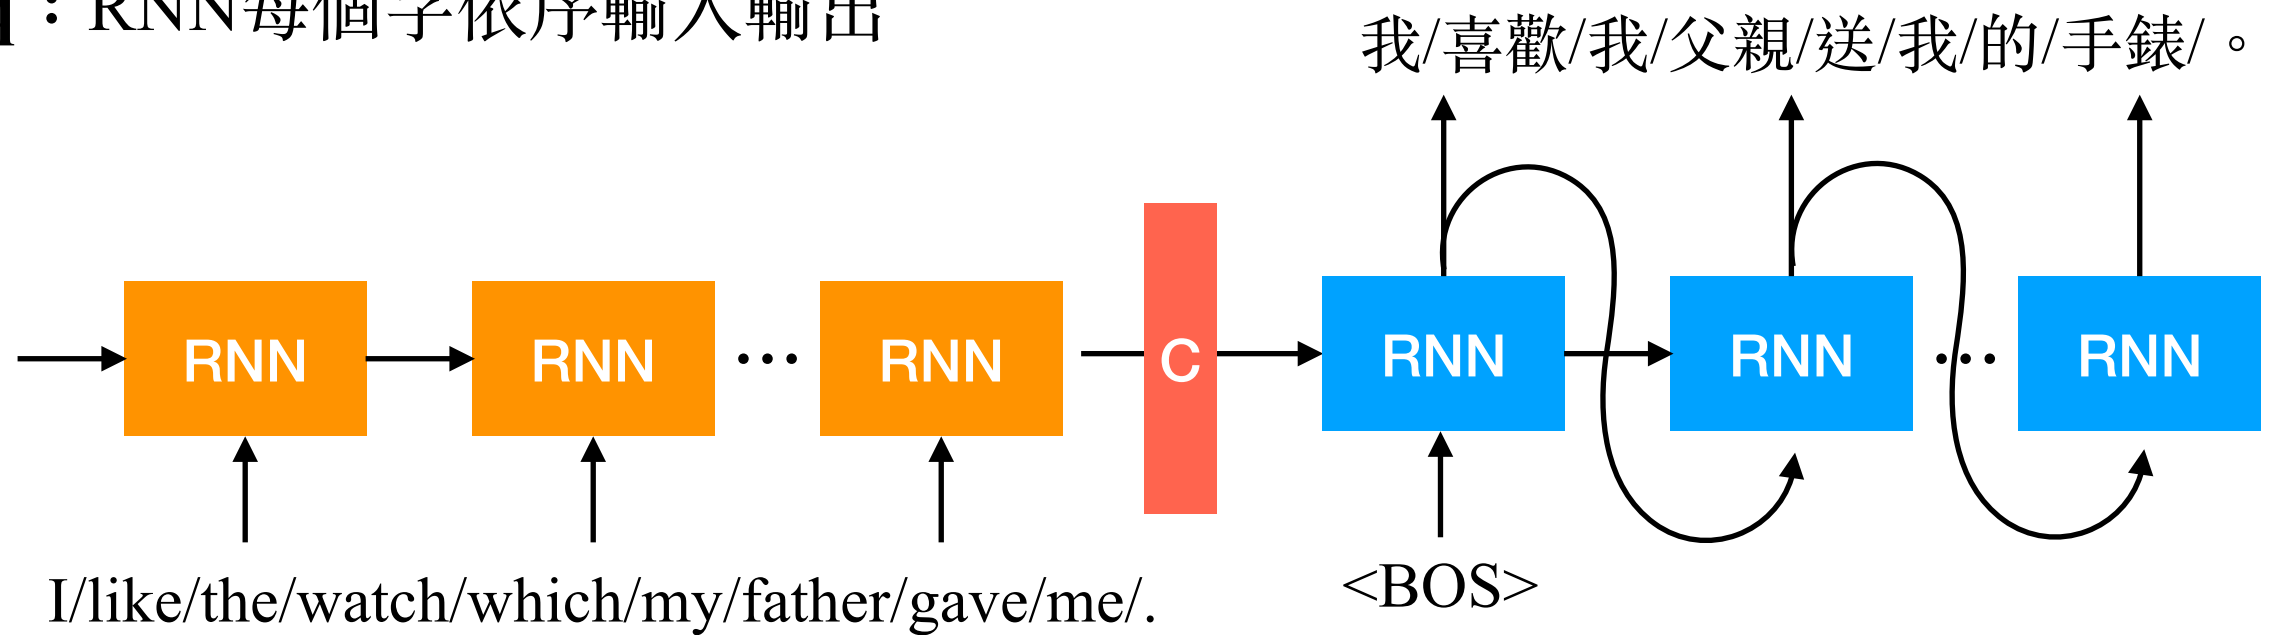 ：RNN每個字依序輸入輸出
我/喜歡/我/父親/送/我/的/手錶/。
RNN RNN ... RNN C RNN RNN ... RNN
I/like/the/watch/which/my/father/gave/me/.
<BOS>